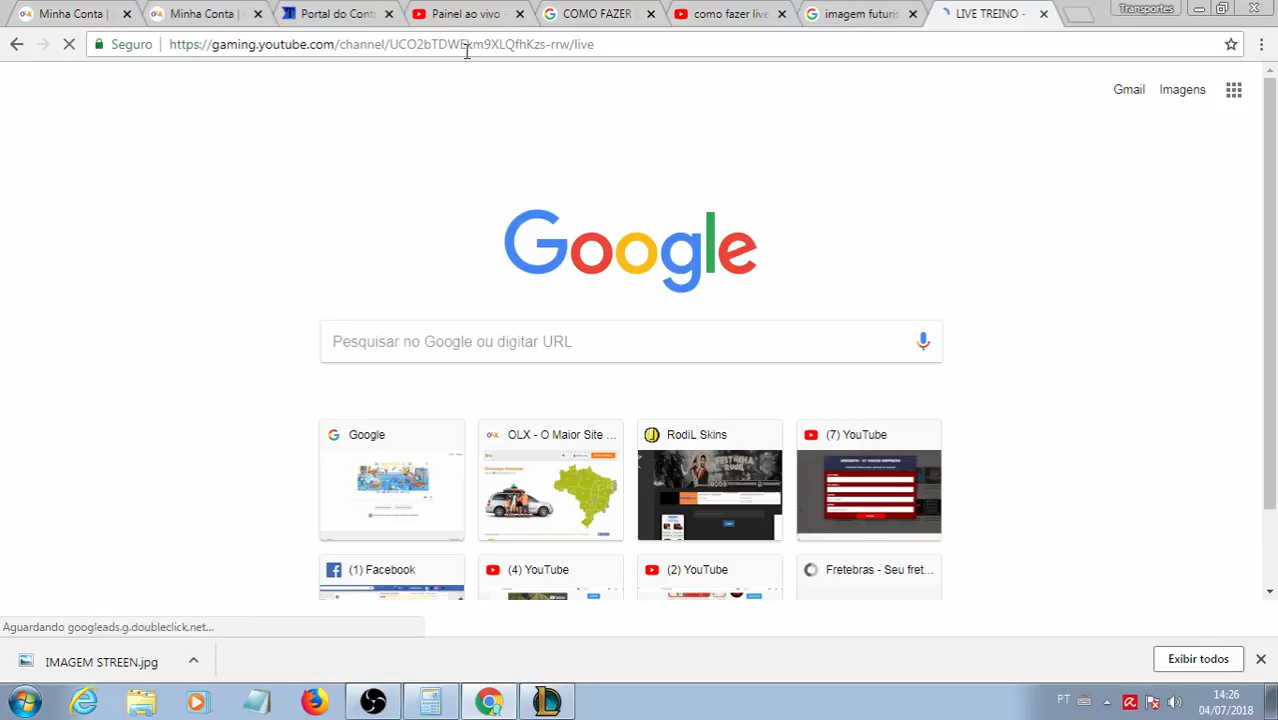 Minha Conta |
Minha Conta |
Portal do Cont
Painel ao vivo -
COMO FAZER
como fazer live
imagem futuris
LIVE TREINO -
Transportes
Seguro
https://gaming.youtube.com/channel/UCO2bTDWEkm9XLQfhKzs-rrw/live
Gmail Imagens
Google
Pesquisar no Google ou digitar URL
Google
OLX - O Maior Site ...
RodiL Skins
(7) YouTube
(1) Facebook
(4) YouTube
(2) YouTube
Fretebras - Seu fret...
Aguardando googleads.g.doubleclick.net...
IMAGEM STREEN.jpg
Exibir todos
PT
14:26
04/07/2018